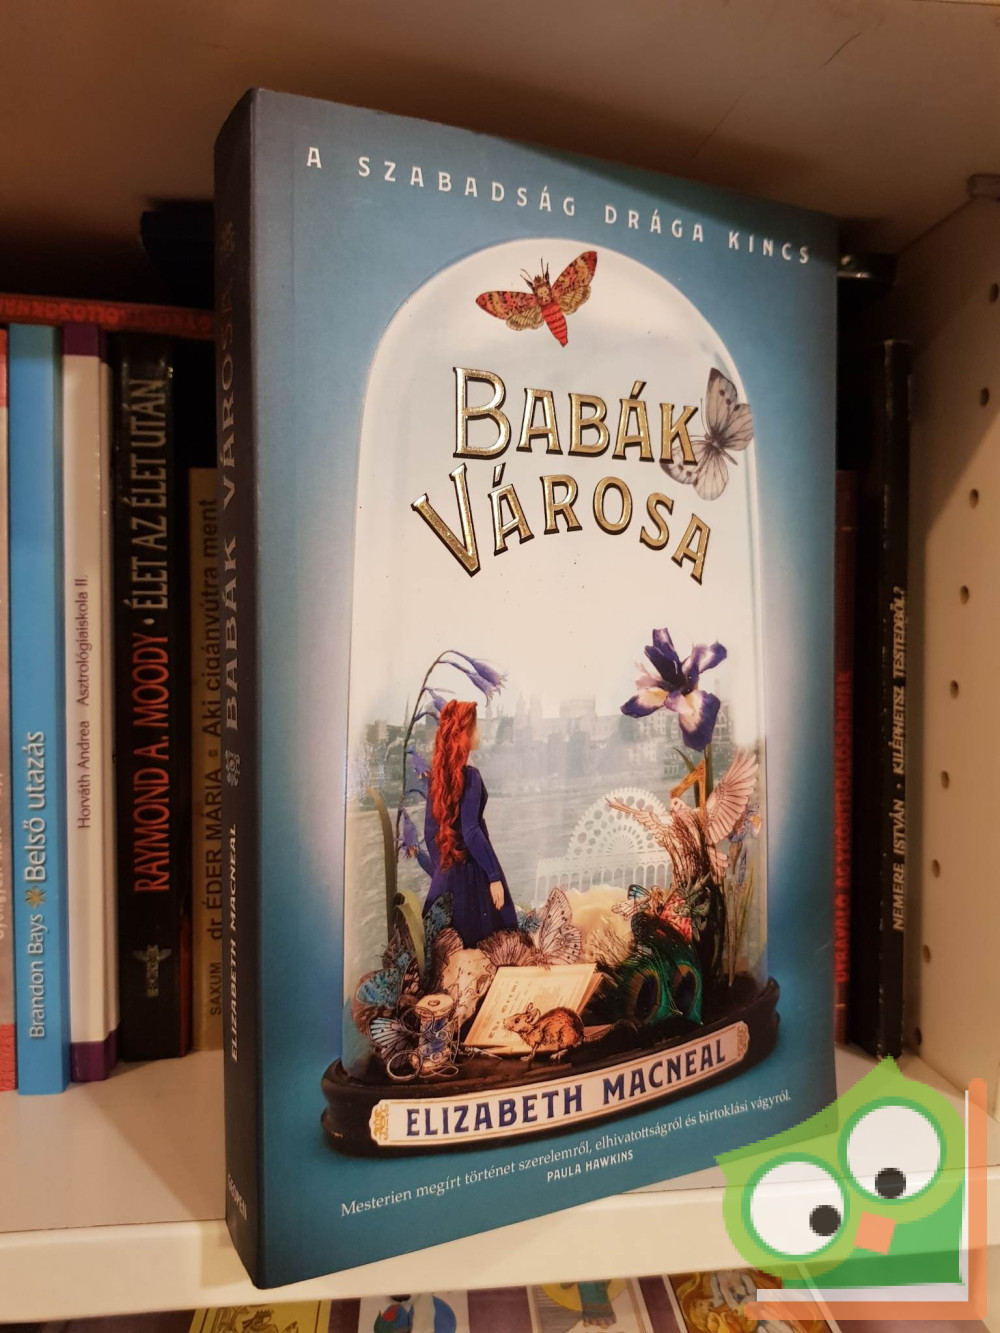 A SZABADSÁG DRÁGA KINCS
BABÁK
VÁROSA
ELIZABETH MACNEAL
Mesterien megírt történet szerelemről, elhivatottságról és birtoklási vágyról.
PAULA HAWKINS
ELIZABETH MACNEAL BABÁK VÁROSA
GEOPEN
Brandon Bays Belső utazás
Horváth Andrea Asztrológiaiskola II.
RAYMOND A. MOODY • ÉLET AZ ÉLET UTÁN
SAXUM dr ÉDER MÁRIA Aki cigányútra ment
NEMERE ISTVÁN • KILÉPHETSZ TESTEDBŐL?